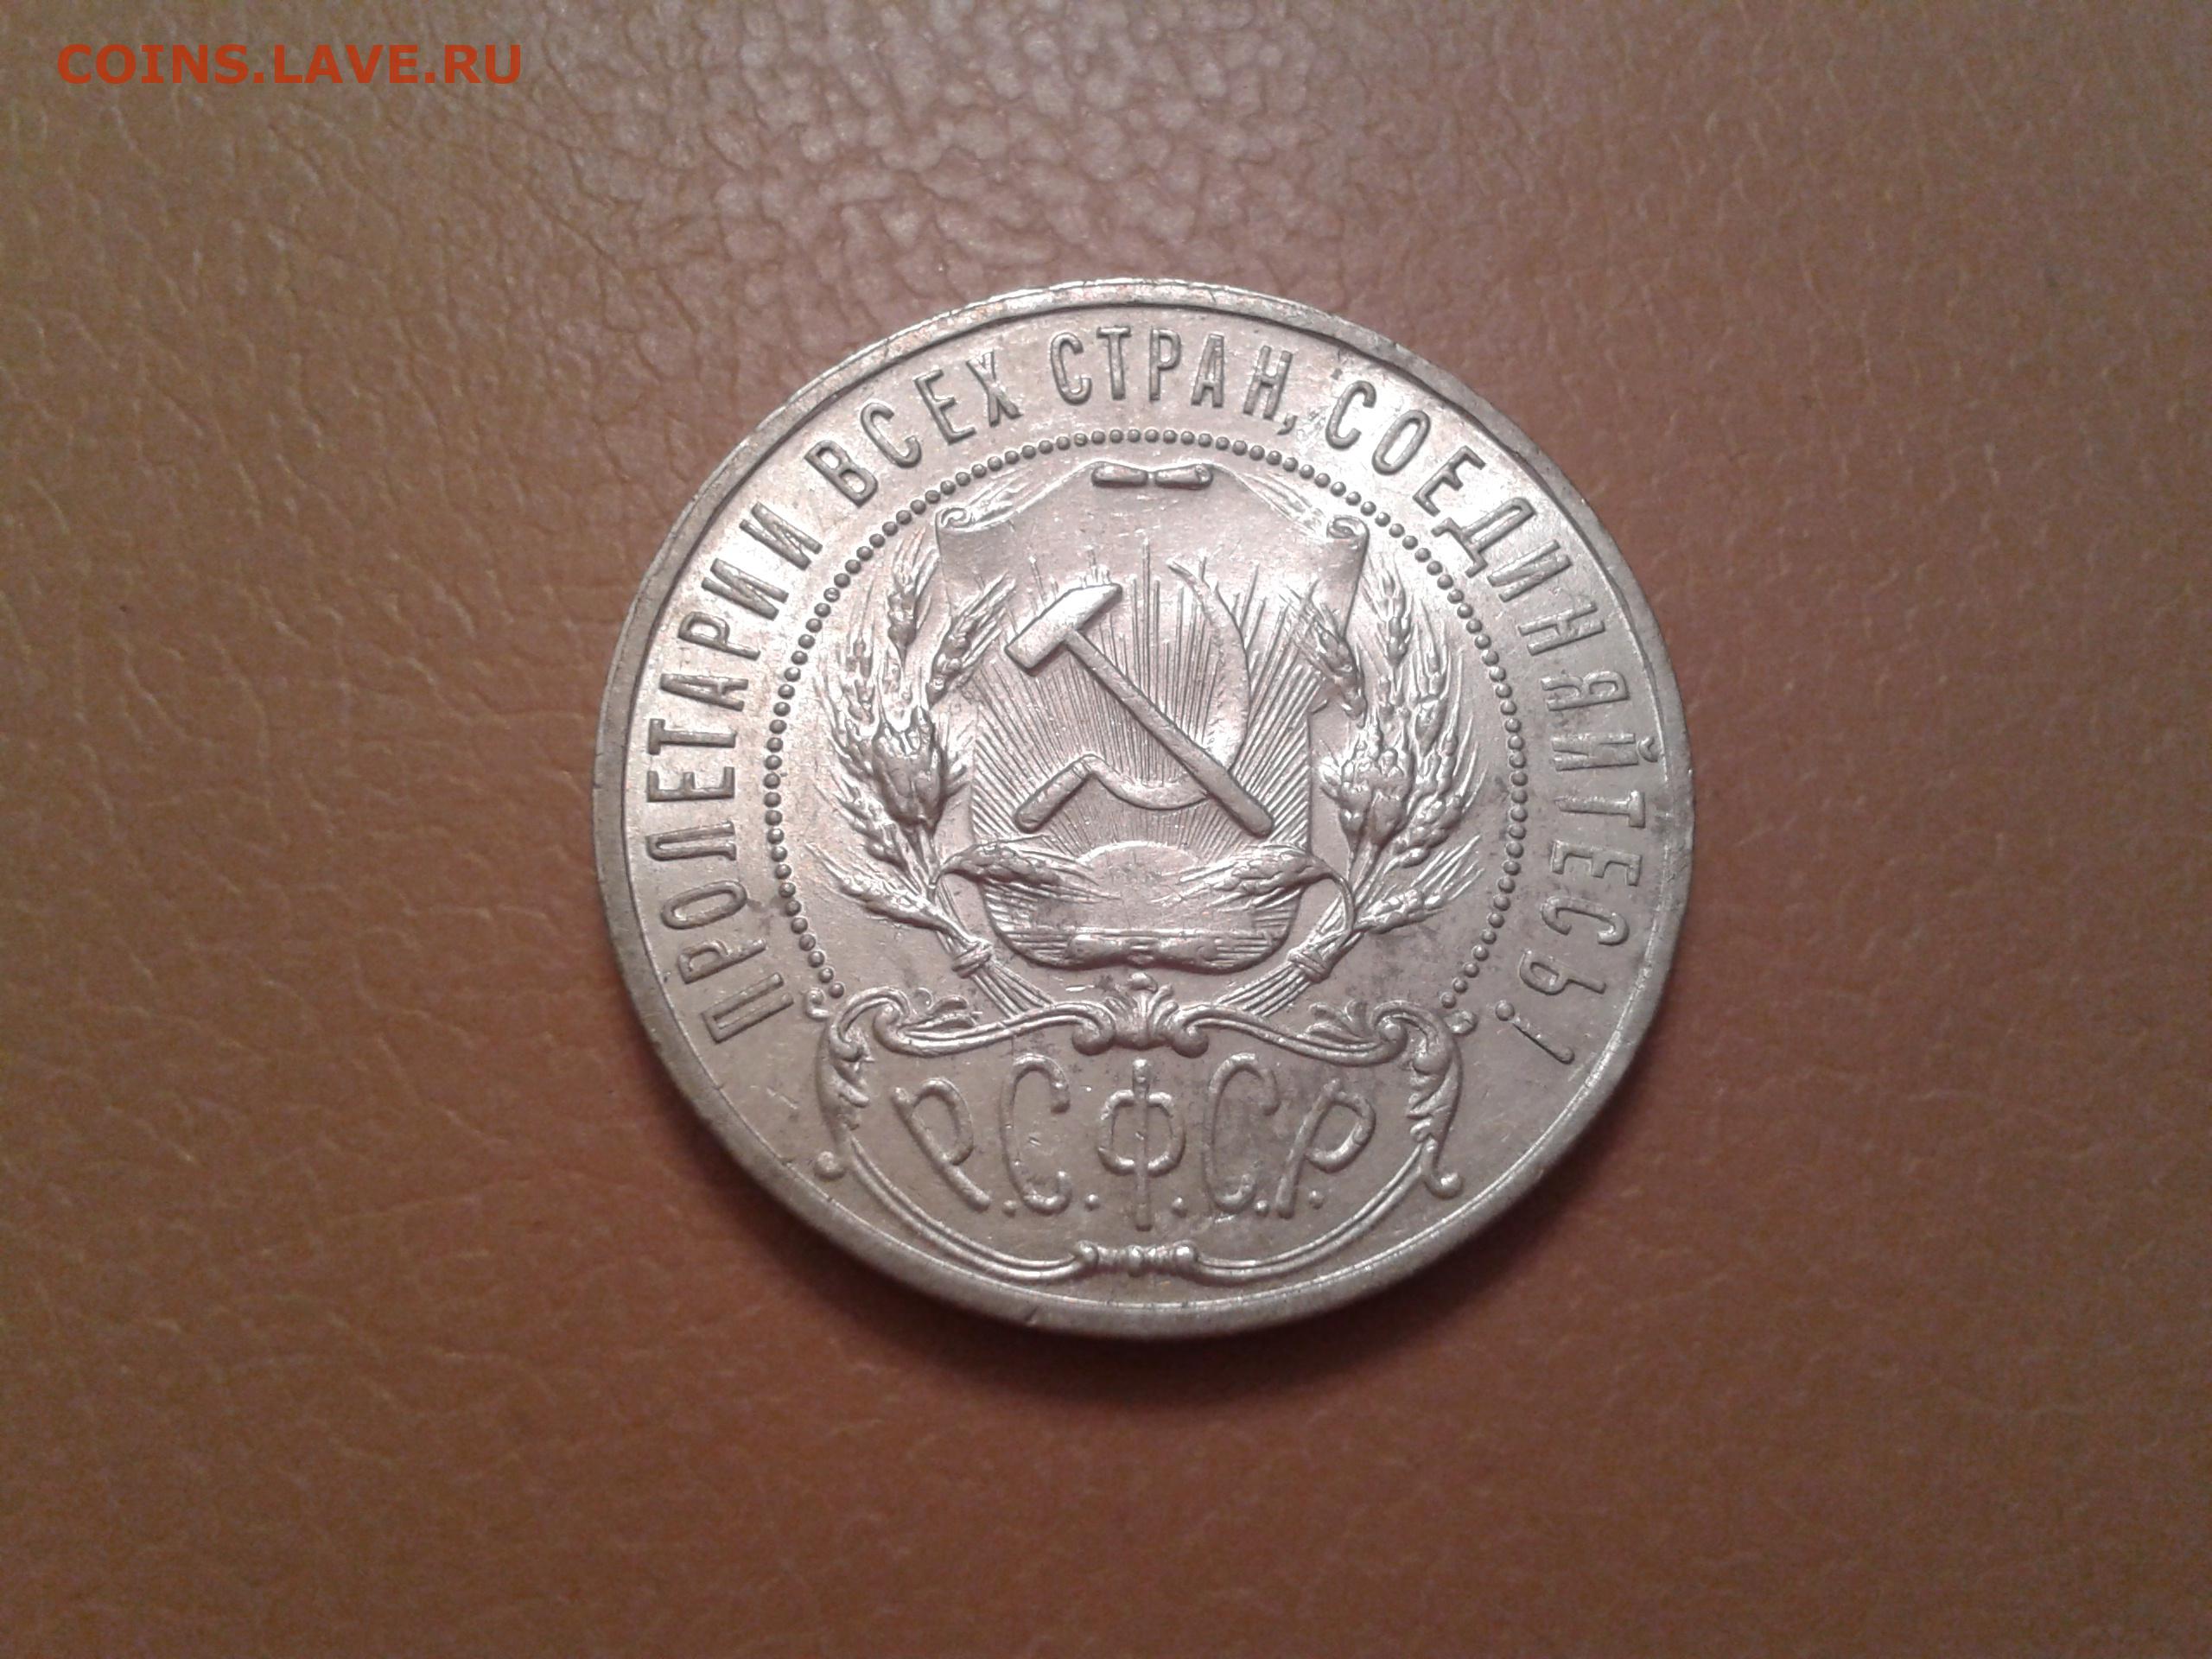 COINS.LAVE.RU
ПРОЛЕТАРИИ ВСЕХ СТРАН, СОЕДИНЯЙТЕСЬ!
Р.С.Ф.С.Р.